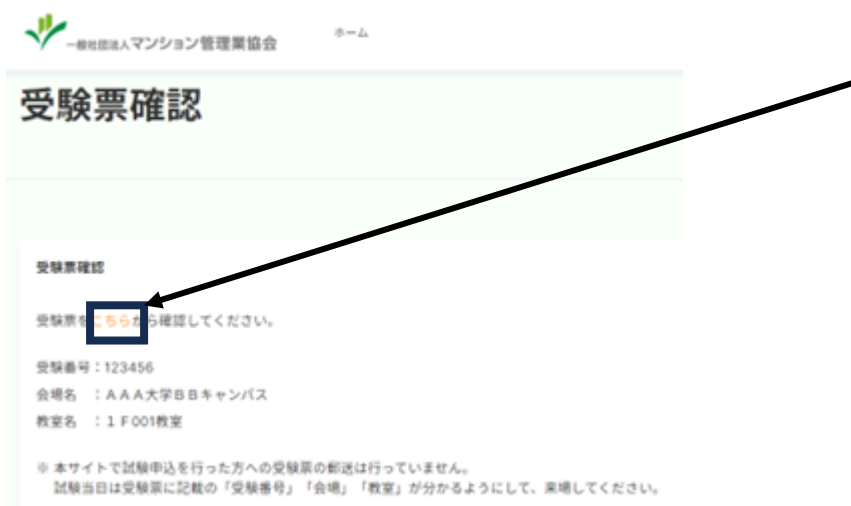 一般社団法人マンション管理業協会
ホーム
受験票確認
受験票確認
受験票をこちらから確認してください。
受験番号：123456
会場名　：ＡＡＡ大学ＢＢキャンパス
教室名　：１Ｆ001教室
※ 本サイトで試験申込を行った方への受験票の郵送は行っていません。
試験当日は受験票に記載の「受験番号」「会場」「教室」が分かるようにして、来場してください。